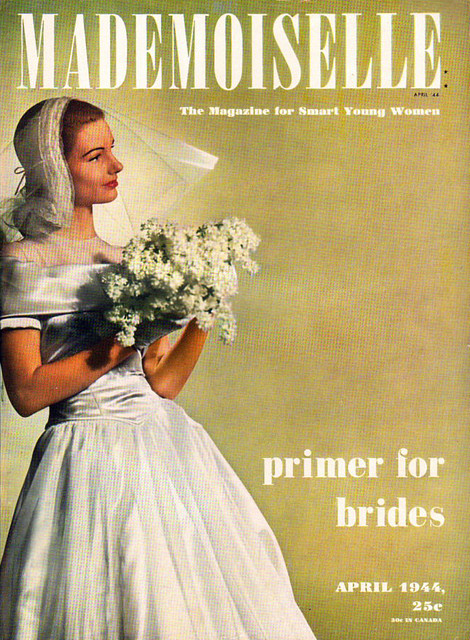 MADEMOISELLE
APRIL '44
The Magazine for Smart Young Women
primer for
brides
APRIL 1944,
25c
30c IN CANADA